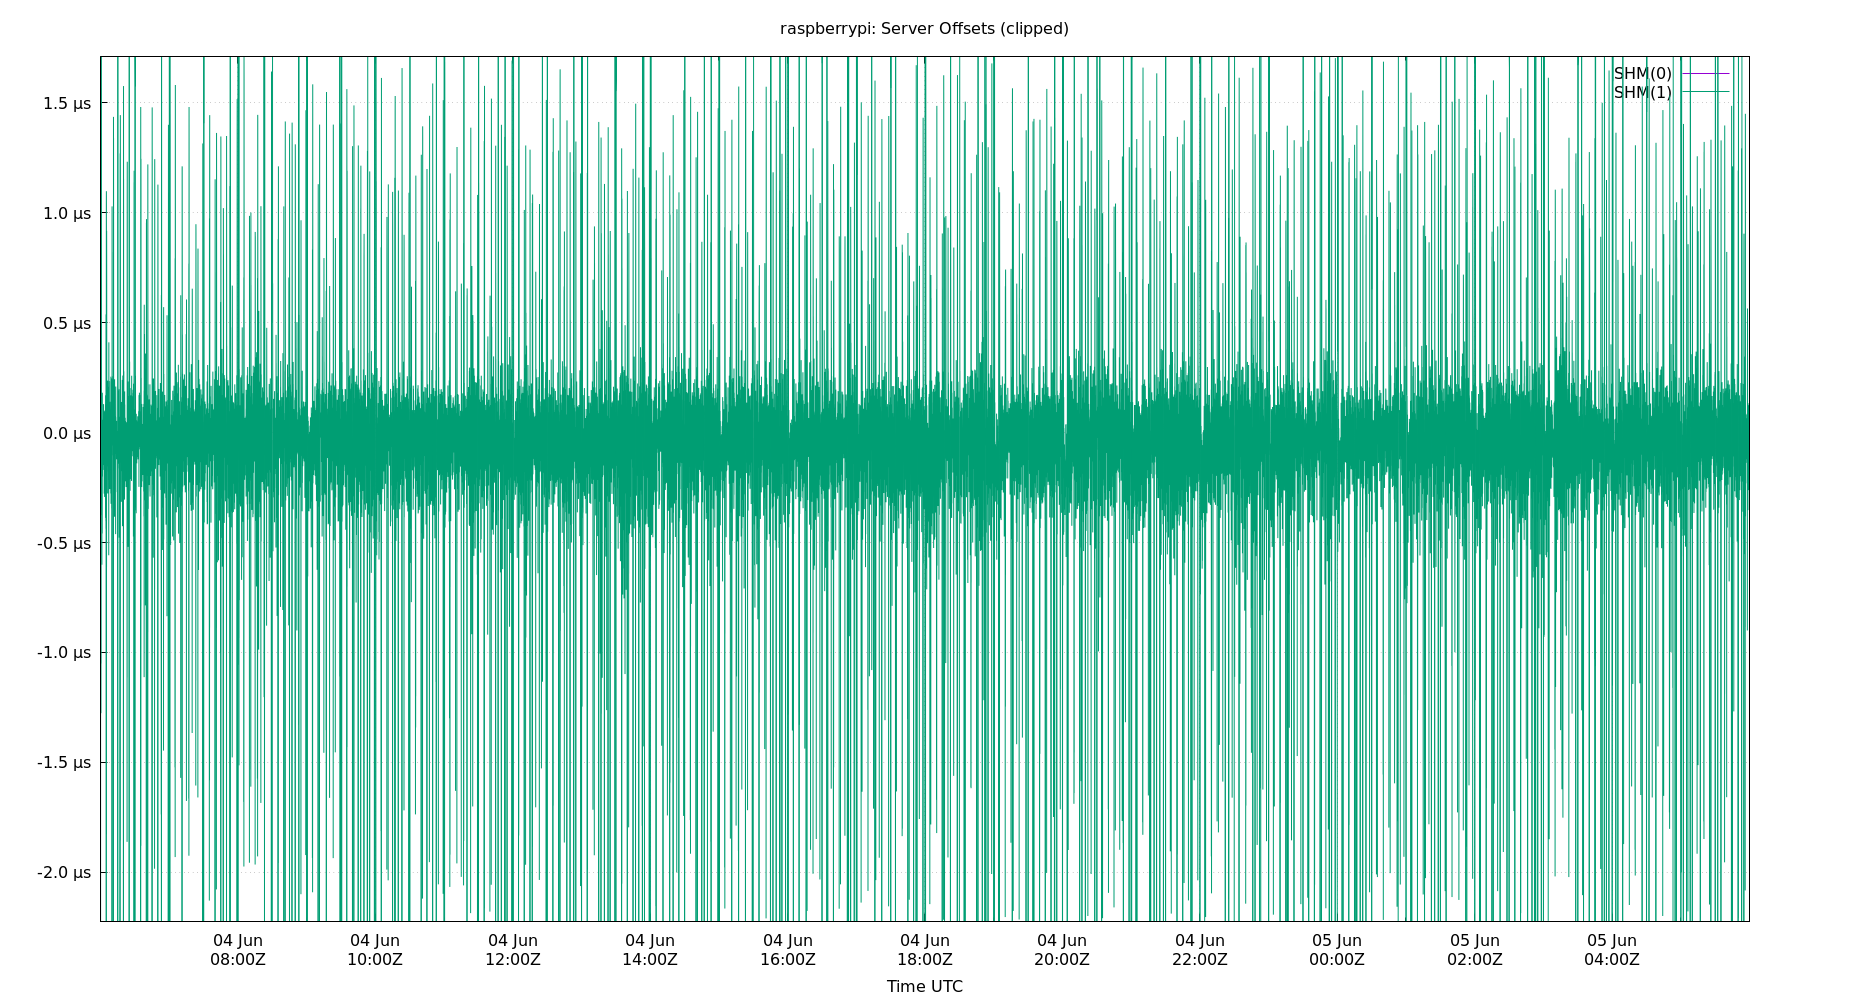 raspberrypi: Server Offsets (clipped)
SHM(0)
SHM(1)
1.5 µs
1.0 µs
0.5 µs
0.0 µs
-0.5 µs
-1.0 µs
-1.5 µs
-2.0 µs
04 Jun 04 Jun 04 Jun 04 Jun 04 Jun 04 Jun 04 Jun 04 Jun 05 Jun 05 Jun 05 Jun
08:00Z 10:00Z 12:00Z 14:00Z 16:00Z 18:00Z 20:00Z 22:00Z 00:00Z 02:00Z 04:00Z
Time UTC